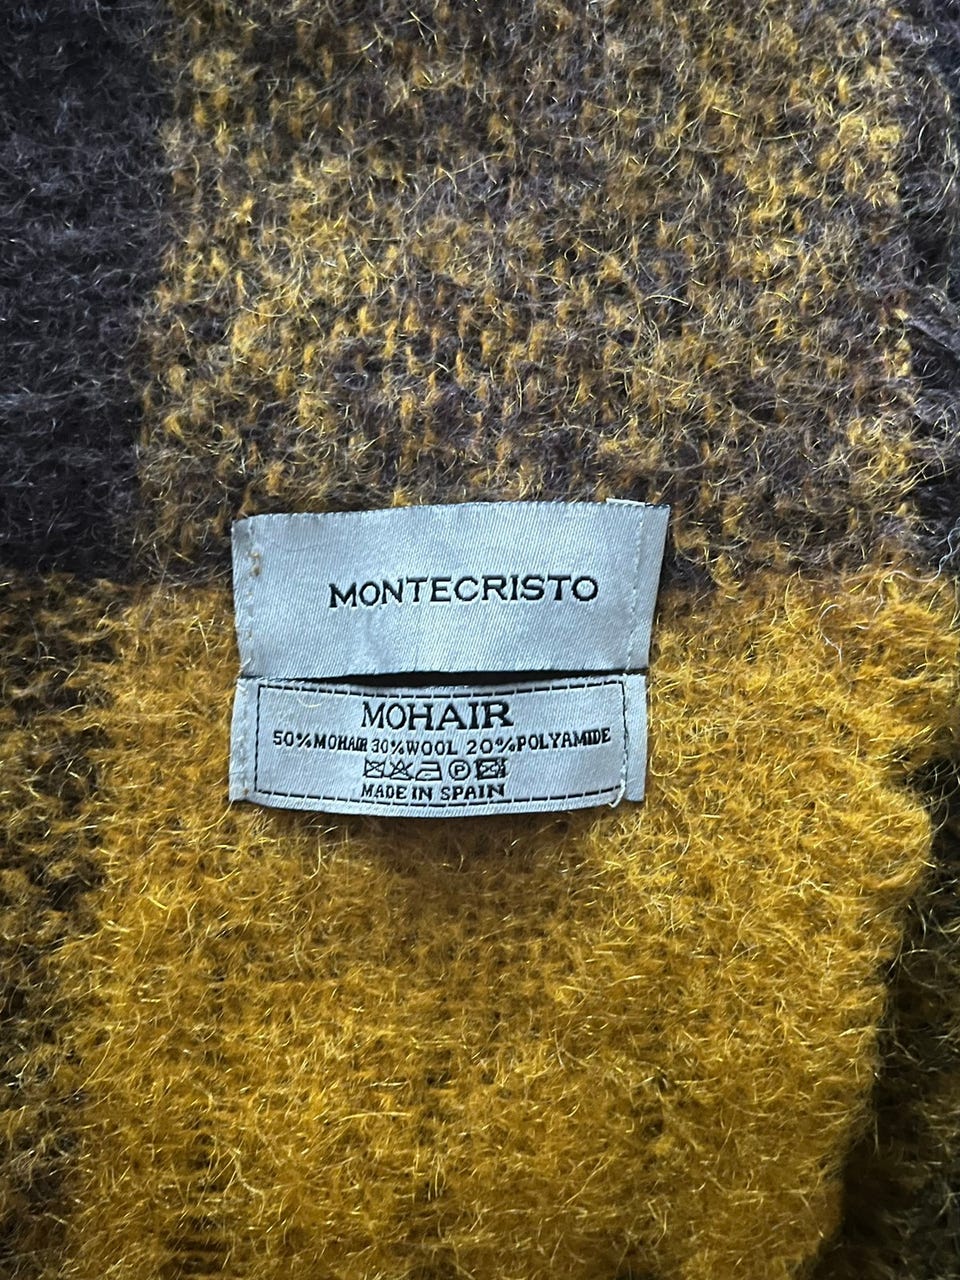 MONTECRISTO
MOHAIR
50%MOHAIR 30%WOOL 20%POLYAMIDE
P
MADE IN SPAIN